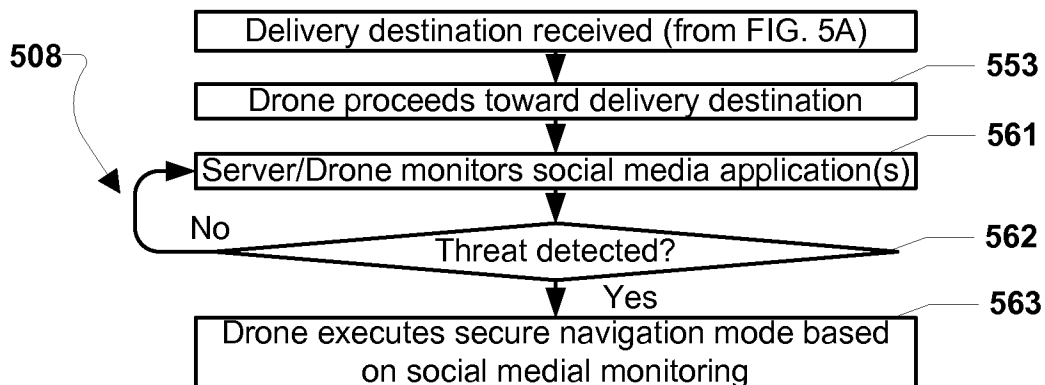 Delivery destination received (from FIG. 5A)
508
553
Drone proceeds toward delivery destination
561
Server/Drone monitors social media application(s)
No
Threat detected?
562
Yes
563
Drone executes secure navigation mode based
on social medial monitoring